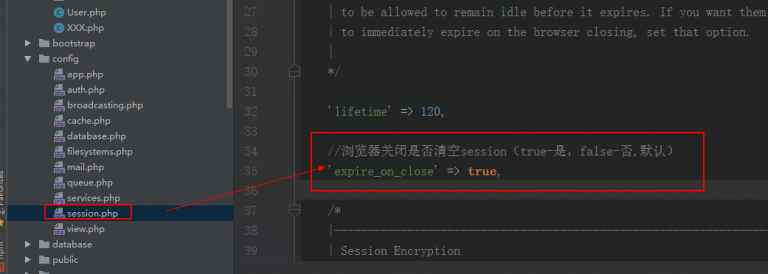 User.php
XXX.php
bootstrap
config
app.php
auth.php
broadcasting.php
cache.php
database.php
filesystems.php
mail.php
queue.php
services.php
session.php
view.php
database
public
27 | to be allowed to remain idle before it expires. If you want them
28 | to immediately expire on the browser closing, set that option.
29 |
30 */
31
32 'lifetime' => 120,
33
34 //浏览器关闭是否清空session（true-是，false-否,默认）
35 'expire_on_close' => true,
36
37 /*
38 |--------------------------------------------------------------------------
39 | Session Encryption